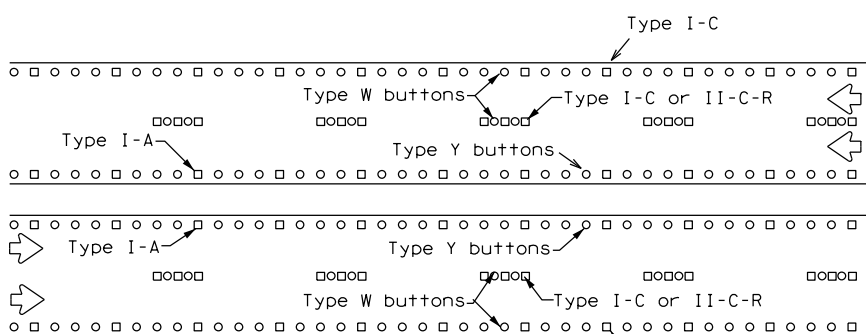 Type I-C
Type W buttons
Type I-C or II-C-R
Type I-A
Type Y buttons
Type I-A
Type Y buttons
Type W buttons
Type I-C or II-C-R